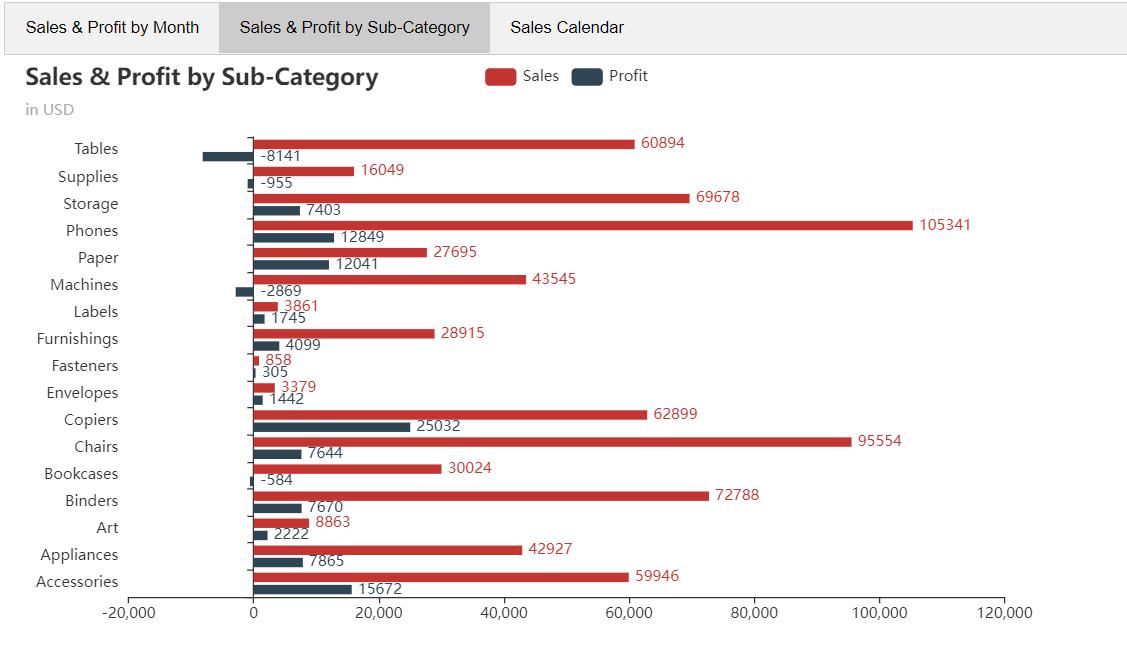 Sales & Profit by Month Sales & Profit by Sub-Category Sales Calendar
Sales & Profit by Sub-Category Sales Profit
in USD
Tables 60894
-8141
Supplies 16049
-955
Storage 69678
7403
Phones 105341
12849
Paper 27695
12041
Machines 43545
-2869
Labels 3861
1745
Furnishings 28915
4099
Fasteners 858
305
Envelopes 3379
1442
Copiers 62899
25032
Chairs 95554
7644
Bookcases 30024
-584
Binders 72788
7670
Art 8863
2222
Appliances 42927
7865
Accessories 59946
15672
-20,000 0 20,000 40,000 60,000 80,000 100,000 120,000